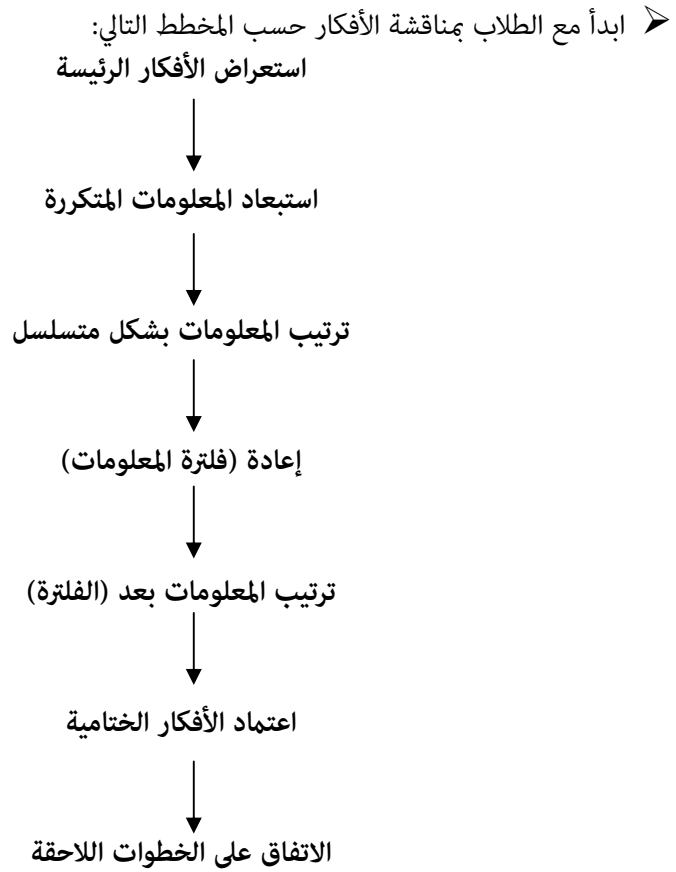 ابدأ مع الطلاب بمناقشة الأفكار حسب المخطط التالي:
استعراض الأفكار الرئيسة
استبعاد المعلومات المتكررة
ترتيب المعلومات بشكل متسلسل
إعادة (فلترة المعلومات)
ترتيب المعلومات بعد (الفلترة)
اعتماد الأفكار الختامية
الاتفاق على الخطوات اللاحقة